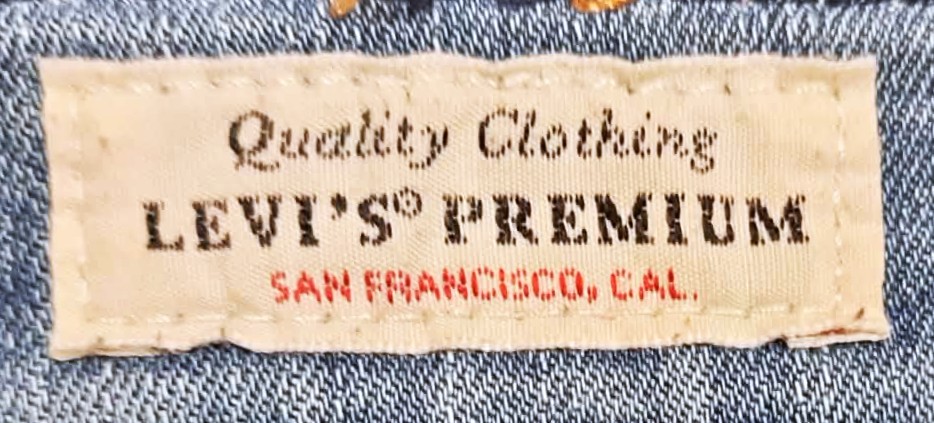 Quality Clothing
LEVI'S® PREMIUM
SAN FRANCISCO, CAL.